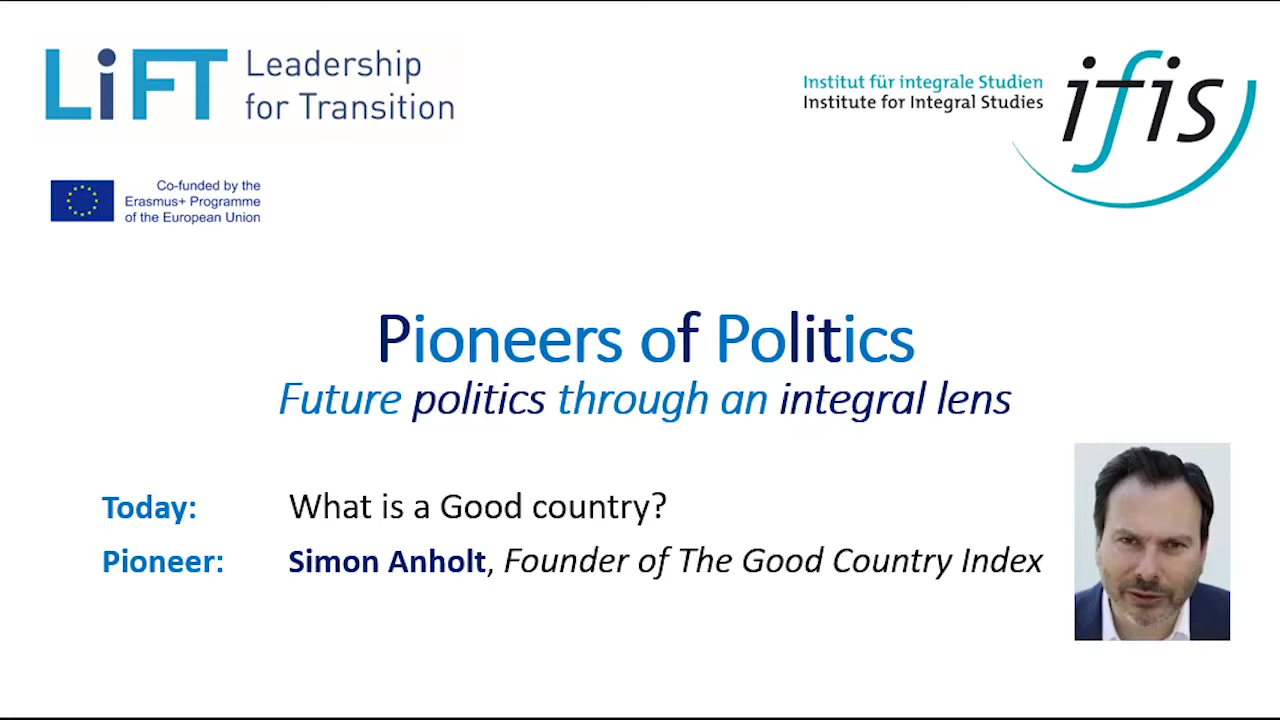 LiFT
Leadership
for Transition
Institut für integrale Studien
Institute for Integral Studies
ifis
Co-funded by the
Erasmus+ Programme
of the European Union
Pioneers of Politics
Future politics through an integral lens
Today: What is a Good country?
Pioneer: Simon Anholt, Founder of The Good Country Index